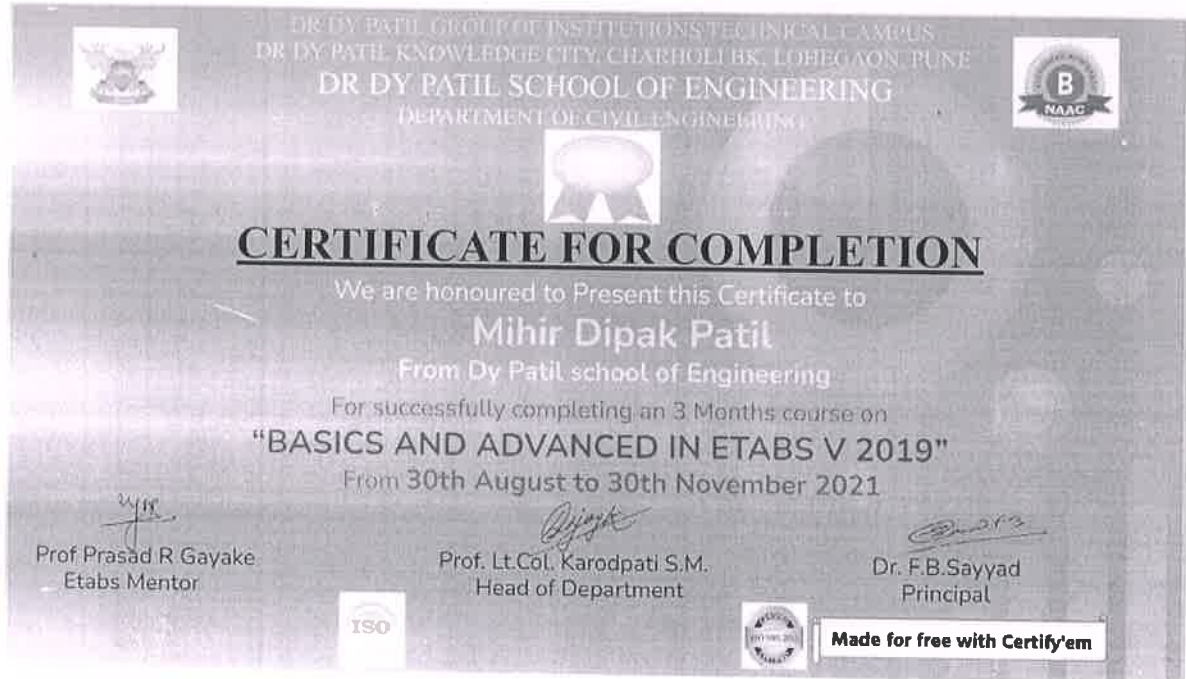 DR DY PATIL GROUP OF INSTITUTIONS TECHNICAL CAMPUS
DR DY PATIL KNOWLEDGE CITY, CHARHOLI BK, LOHEGAON, PUNE
DR DY PATIL SCHOOL OF ENGINEERING
DEPARTMENT OF CIVIL ENGINEERING
B
NAAC
CERTIFICATE FOR COMPLETION
We are honoured to Present this Certificate to
Mihir Dipak Patil
From Dy Patil school of Engineering
For successfully completing an 3 Months course on
"BASICS AND ADVANCED IN ETABS V 2019"
From 30th August to 30th November 2021
Prof Prasad R Gayake
Etabs Mentor
Prof. Lt.Col. Karodpati S.M.
Head of Department
Dr. F.B.Sayyad
Principal
ISO
Made for free with Certify'em